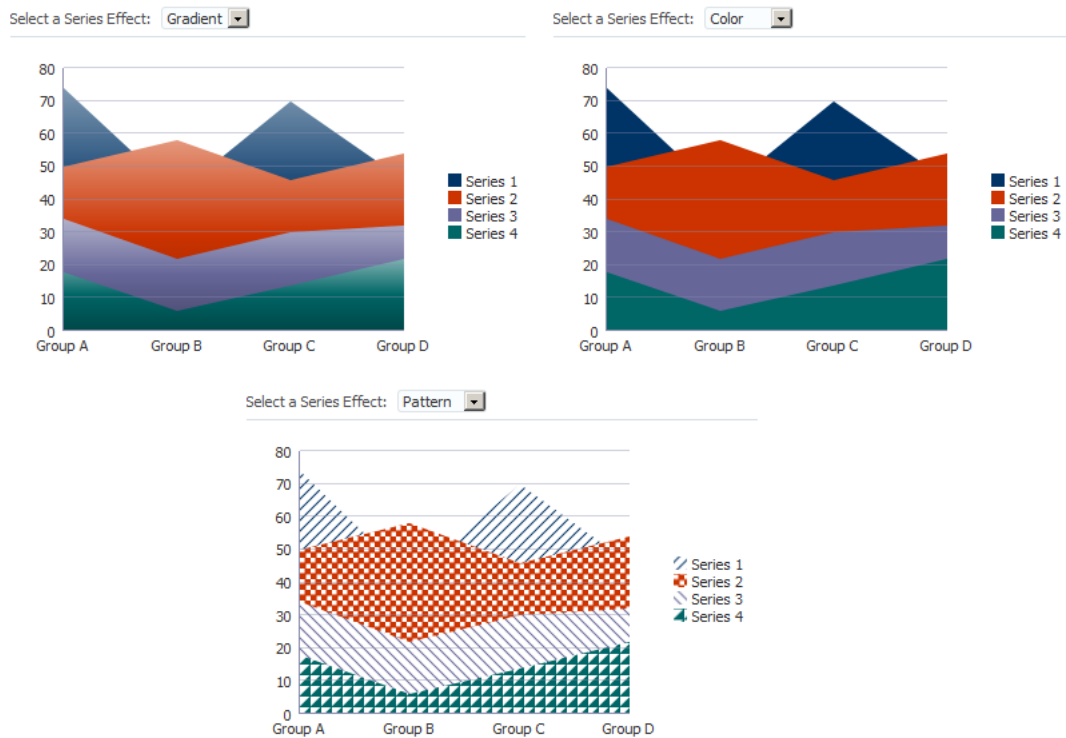 Select a Series Effect: Gradient
80
70
60
50
40
30
20
10
0
Group A Group B Group C Group D
Series 1
Series 2
Series 3
Series 4
Select a Series Effect: Color
80
70
60
50
40
30
20
10
0
Group A Group B Group C Group D
Series 1
Series 2
Series 3
Series 4
Select a Series Effect: Pattern
80
70
60
50
40
30
20
10
0
Group A Group B Group C Group D
Series 1
Series 2
Series 3
Series 4